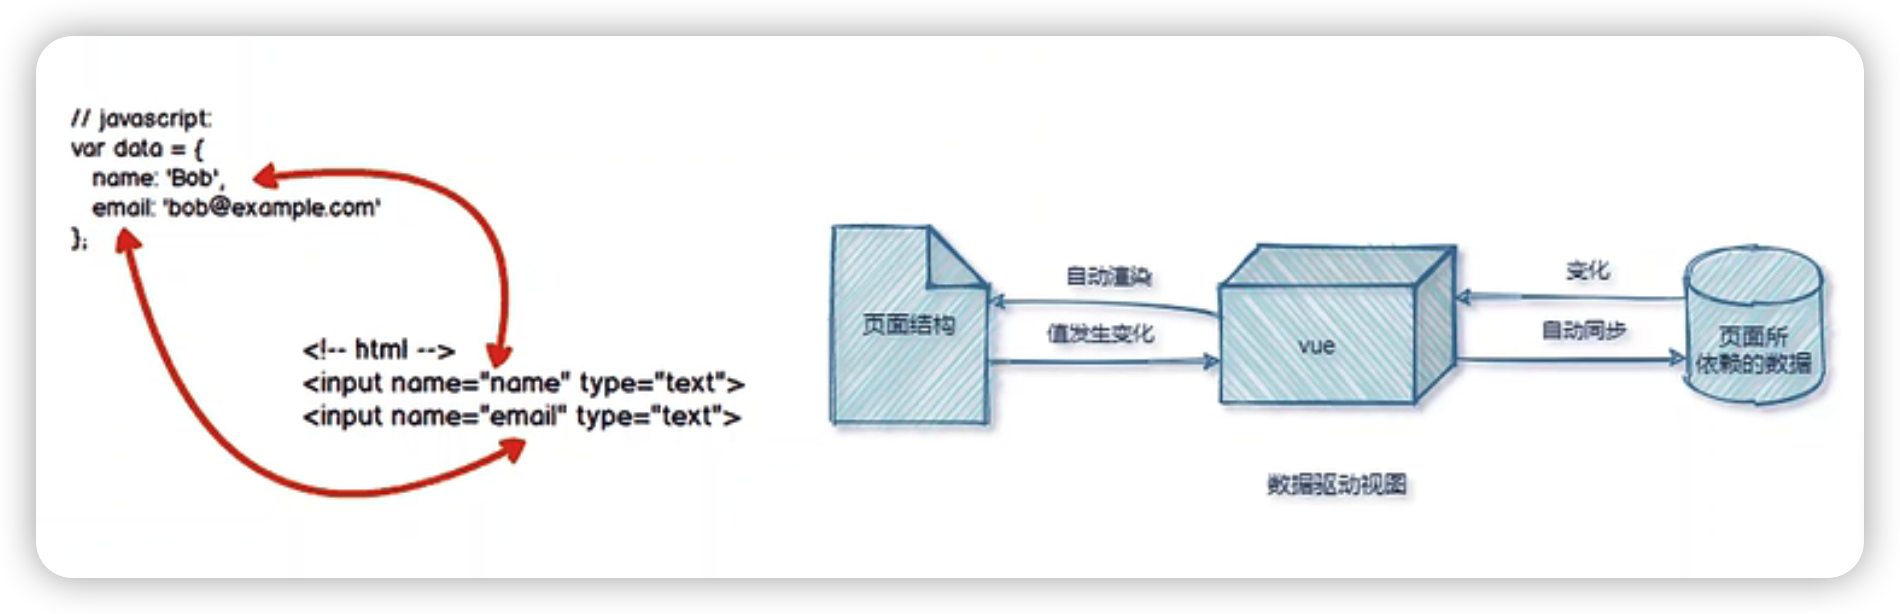 // javascript:
var data = {
name: 'Bob',
email: 'bob@example.com'
};
<!-- html -->
<input name="name" type="text">
<input name="email" type="text">
页面结构
自动渲染
值发生变化
vue
变化
自动同步
页面所
依赖的数据
数据驱动视图